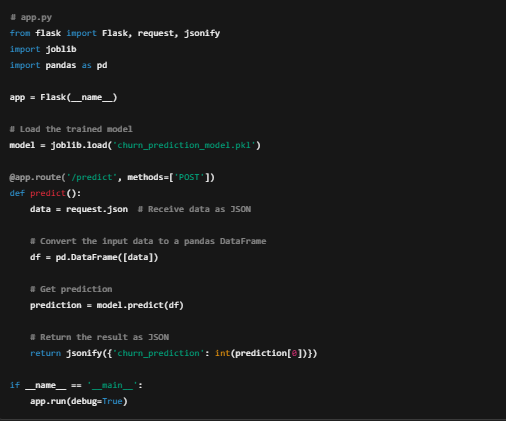 # app.py
from flask import Flask, request, jsonify
import joblib
import pandas as pd
app = Flask(__name__)
# Load the trained model
model = joblib.load('churn_prediction_model.pkl')
@app.route('/predict', methods=['POST'])
def predict():
    data = request.json  # Receive data as JSON
    # Convert the input data to a pandas DataFrame
    df = pd.DataFrame([data])
    # Get prediction
    prediction = model.predict(df)
    # Return the result as JSON
    return jsonify({'churn_prediction': int(prediction[0])})
if __name__ == '__main__':
    app.run(debug=True)